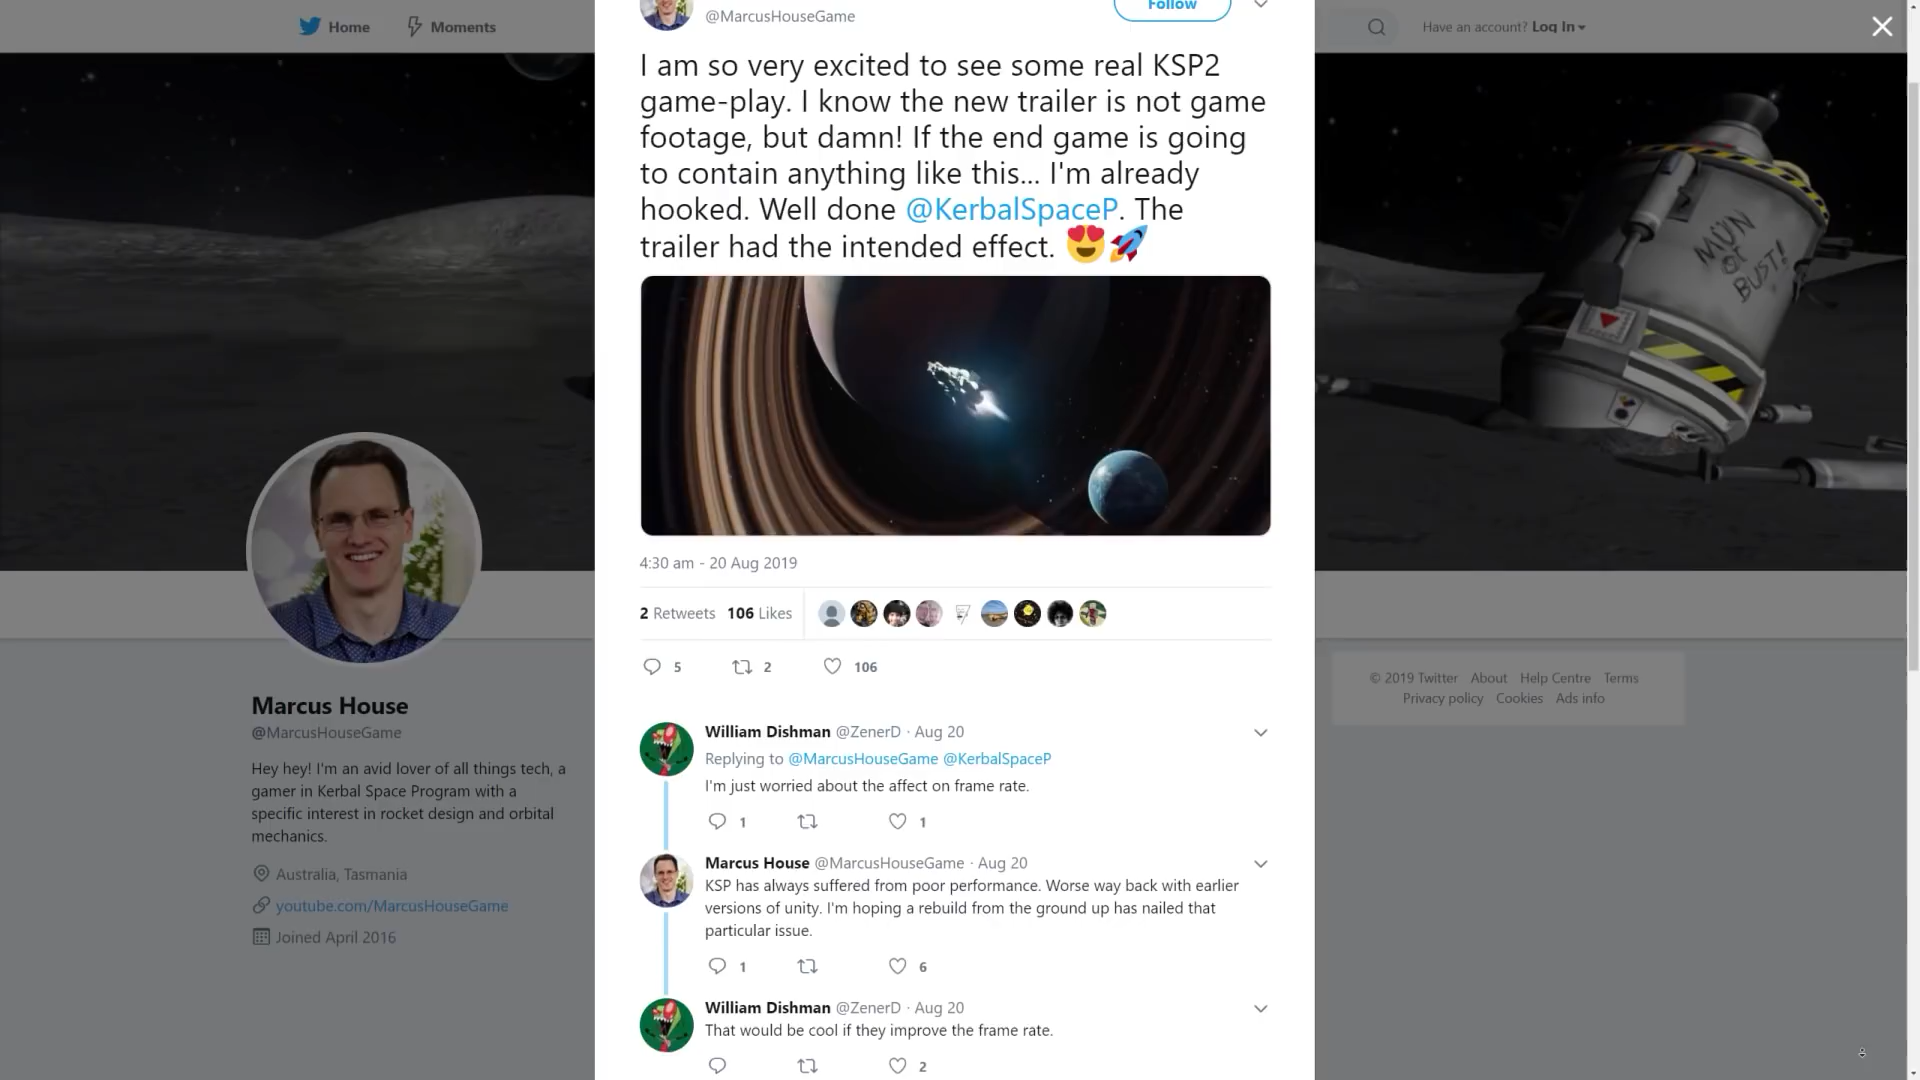 Home
Moments
@MarcusHouseGame
Follow
Have an account? Log In
I am so very excited to see some real KSP2
game-play. I know the new trailer is not game
footage, but damn! If the end game is going
to contain anything like this... I'm already
hooked. Well done @KerbalSpaceP. The
trailer had the intended effect. 😍🚀
MÜN
or
BUST!
4:30 am - 20 Aug 2019
2 Retweets 106 Likes
5 2 106
Marcus House
@MarcusHouseGame
Hey hey! I'm an avid lover of all things tech, a
gamer in Kerbal Space Program with a
specific interest in rocket design and orbital
mechanics.
Australia, Tasmania
youtube.com/MarcusHouseGame
Joined April 2016
William Dishman @ZenerD · Aug 20
Replying to @MarcusHouseGame @KerbalSpaceP
I'm just worried about the affect on frame rate.
1 1
Marcus House @MarcusHouseGame · Aug 20
KSP has always suffered from poor performance. Worse way back with earlier
versions of unity. I'm hoping a rebuild from the ground up has nailed that
particular issue.
1 6
William Dishman @ZenerD · Aug 20
That would be cool if they improve the frame rate.
2
© 2019 Twitter About Help Centre Terms
Privacy policy Cookies Ads info